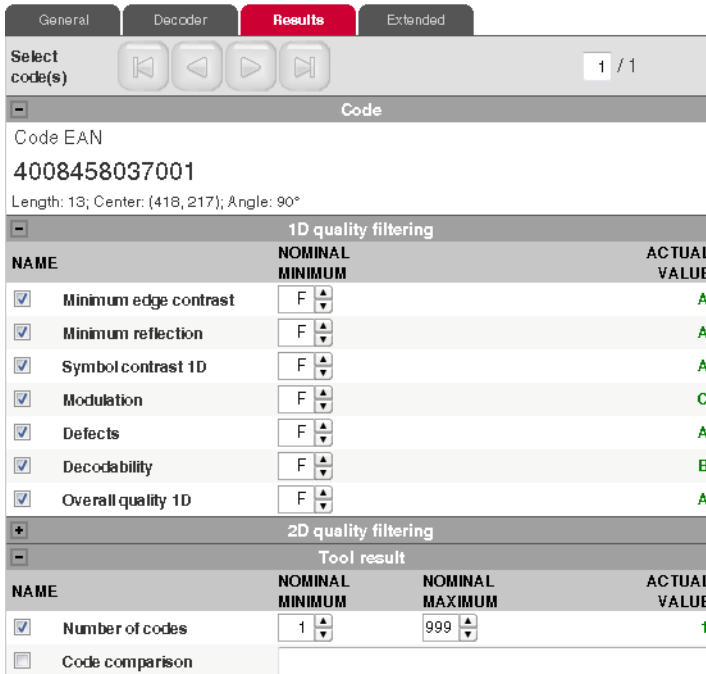 General Decoder Results Extended
Select
code(s)
1 / 1
Code
Code EAN
4008458037001
Length: 13; Center: (418, 217); Angle: 90°
1D quality filtering
NAME NOMINAL MINIMUM ACTUAL VALUE
Minimum edge contrast F A
Minimum reflection F A
Symbol contrast 1D F A
Modulation F C
Defects F A
Decodability F B
Overall quality 1D F A
2D quality filtering
Tool result
NAME NOMINAL MINIMUM NOMINAL MAXIMUM ACTUAL VALUE
Number of codes 1 999 1
Code comparison